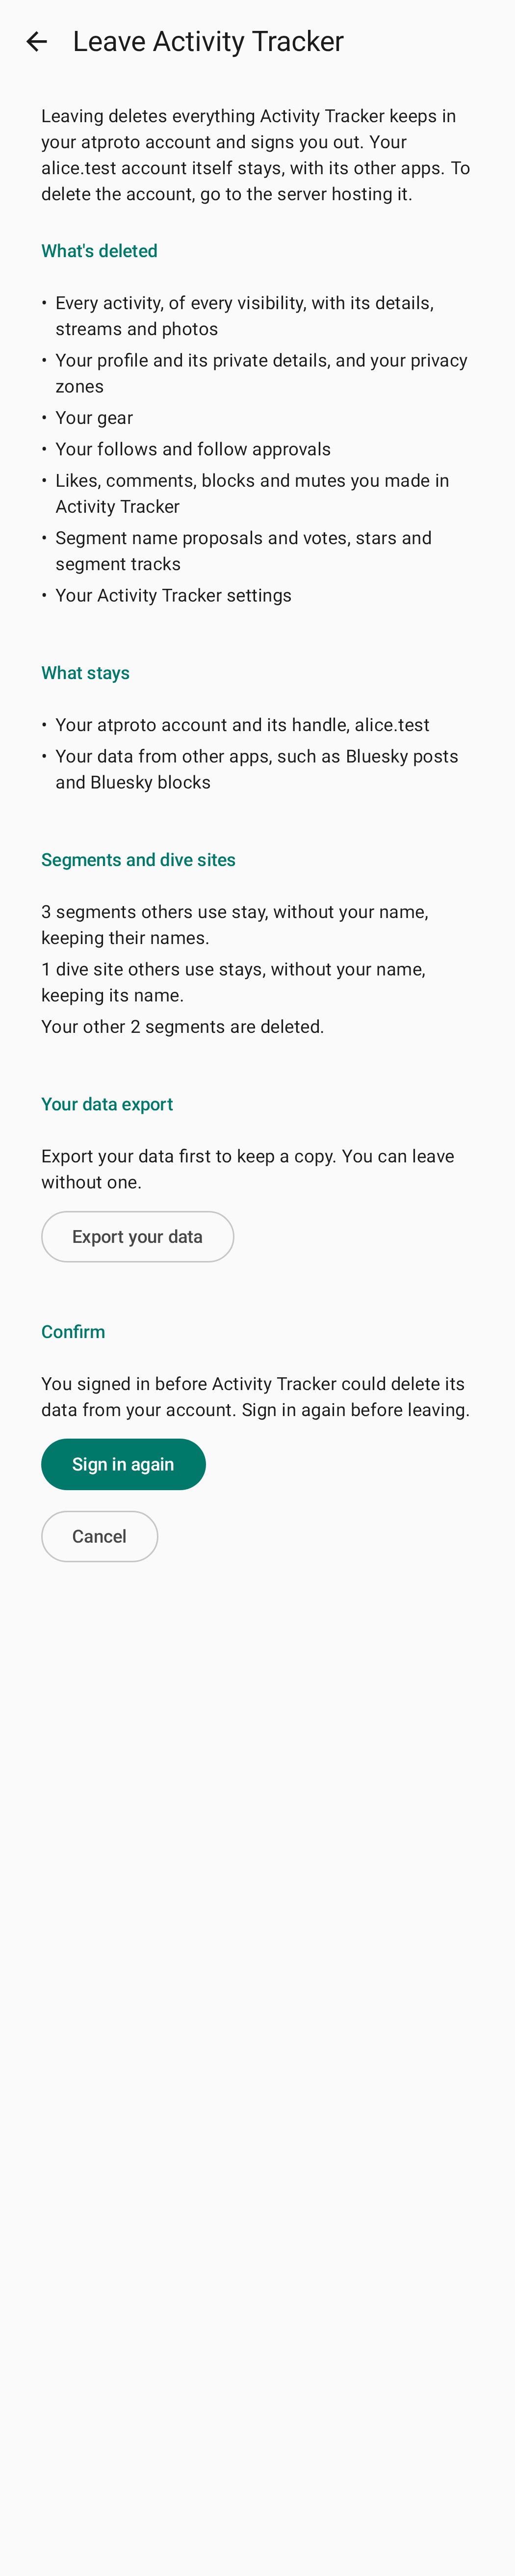 Leave Activity Tracker
Leaving deletes everything Activity Tracker keeps in
your atproto account and signs you out. Your
alice.test account itself stays, with its other apps. To
delete the account, go to the server hosting it.
What's deleted
• Every activity, of every visibility, with its details,
streams and photos
• Your profile and its private details, and your privacy
zones
• Your gear
• Your follows and follow approvals
• Likes, comments, blocks and mutes you made in
Activity Tracker
• Segment name proposals and votes, stars and
segment tracks
• Your Activity Tracker settings
What stays
• Your atproto account and its handle, alice.test
• Your data from other apps, such as Bluesky posts
and Bluesky blocks
Segments and dive sites
3 segments others use stay, without your name,
keeping their names.
1 dive site others use stays, without your name,
keeping its name.
Your other 2 segments are deleted.
Your data export
Export your data first to keep a copy. You can leave
without one.
Export your data
Confirm
You signed in before Activity Tracker could delete its
data from your account. Sign in again before leaving.
Sign in again
Cancel